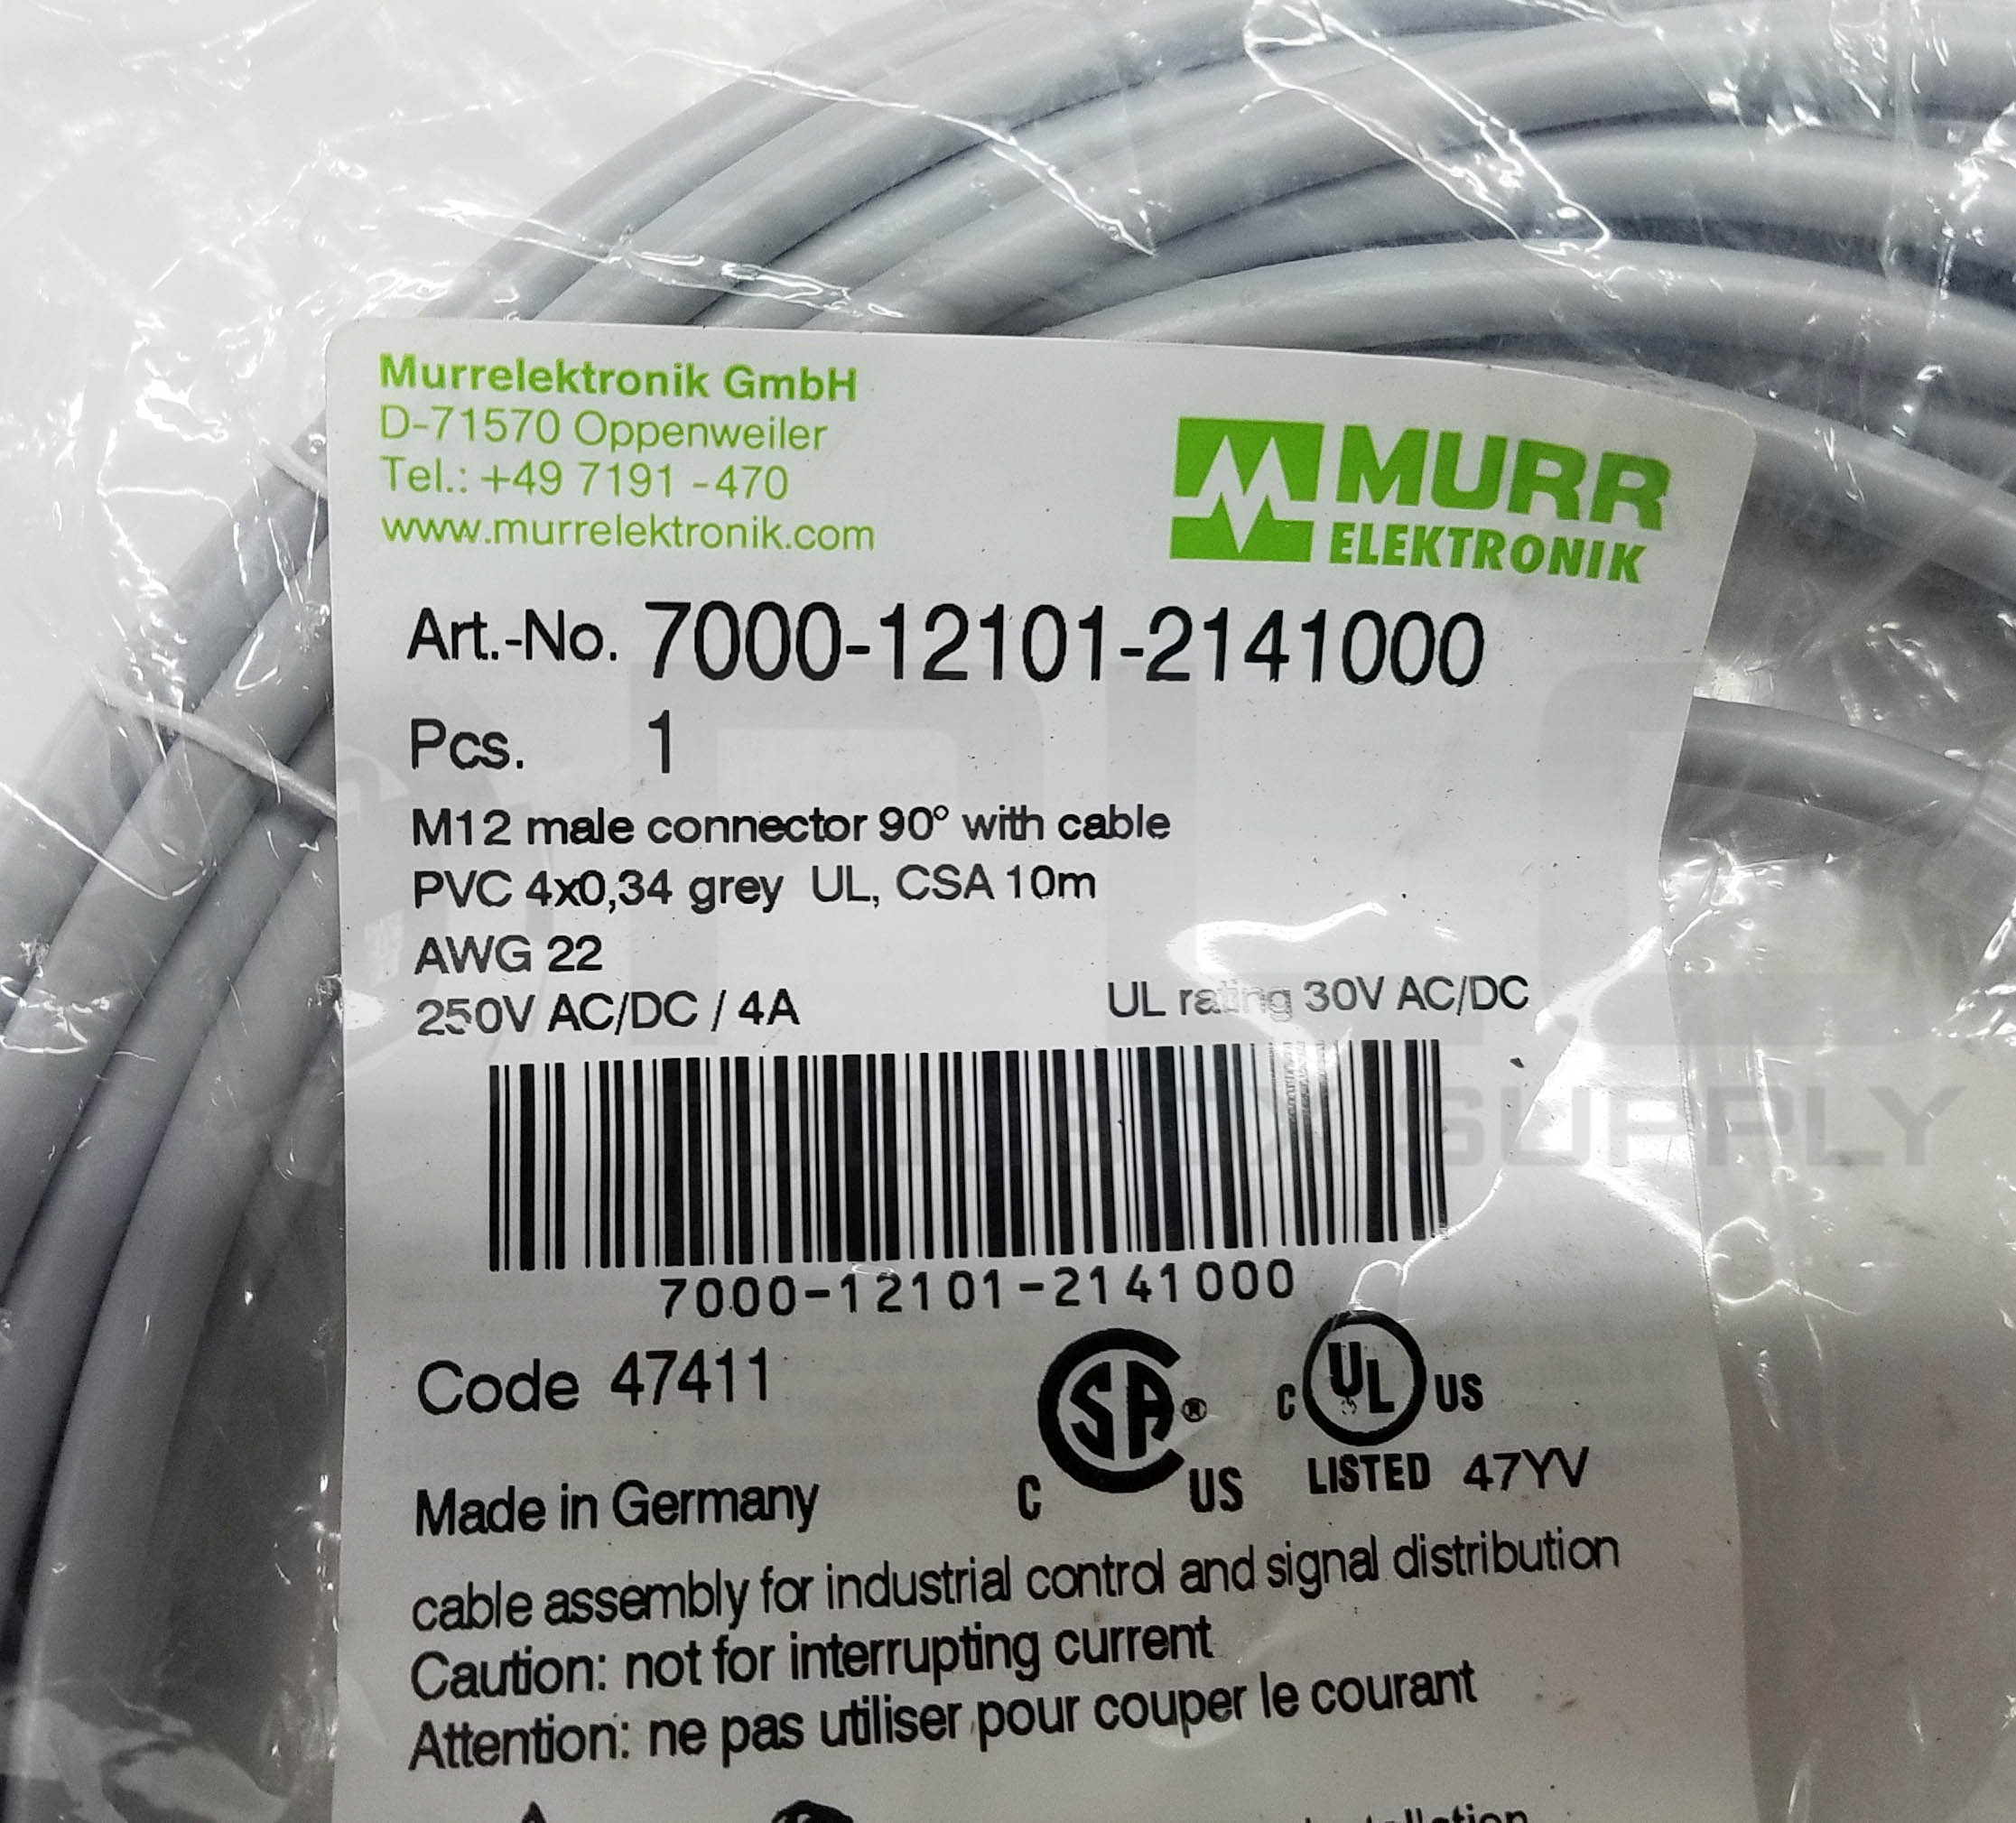 Murrelektronik GmbH
D-71570 Oppenweiler
Tel.: +49 7191 -470
www.murrelektronik.com
MURR
ELEKTRONIK
Art.-No. 7000-12101-2141000
Pcs. 1
M12 male connector 90° with cable
PVC 4x0,34 grey UL, CSA 10m
AWG 22
250V AC/DC / 4A
UL rating 30V AC/DC
PLC
TOOLBOX SUPPLY
7000-12101-2141000
Code 47411
CSA® C US
C UL US
LISTED 47YV
Made in Germany
cable assembly for industrial control and signal distribution
Caution: not for interrupting current
Attention: ne pas utiliser pour couper le courant